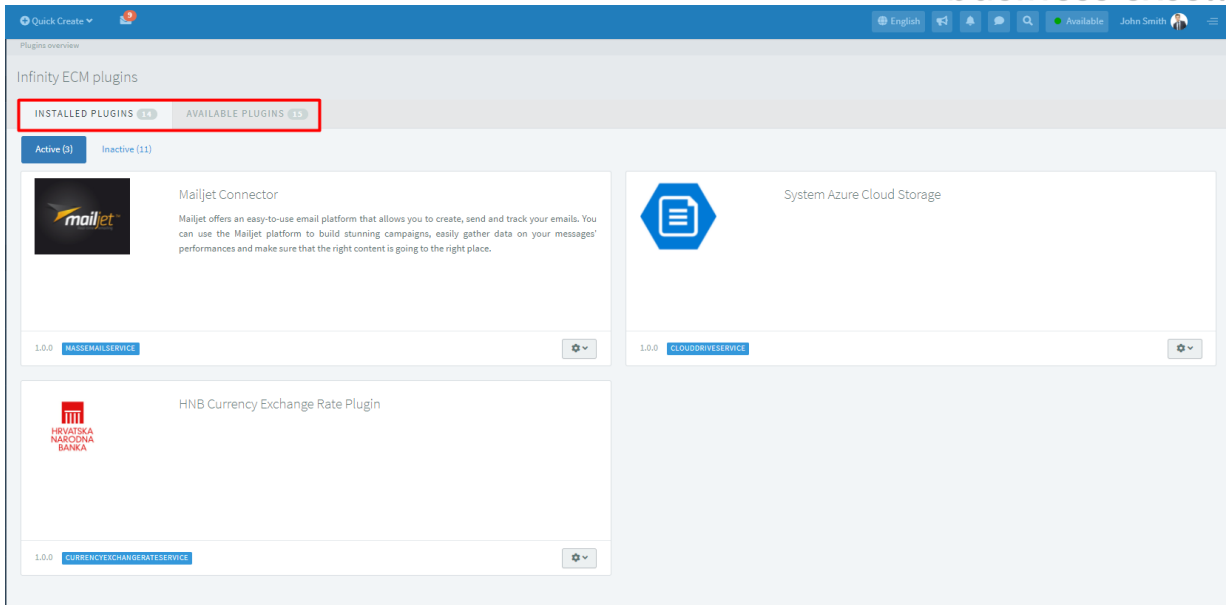 Quick Create
9
English
Available
John Smith
Plugins overview
Infinity ECM plugins
INSTALLED PLUGINS 14
AVAILABLE PLUGINS 15
Active (3)
Inactive (11)
mailjet
Mailjet Connector
Mailjet offers an easy-to-use email platform that allows you to create, send and track your emails. You
can use the Mailjet platform to build stunning campaigns, easily gather data on your messages'
performances and make sure that the right content is going to the right place.
1.0.0 MASSEMAILSERVICE
System Azure Cloud Storage
1.0.0 CLOUDDRIVESERVICE
HRVATSKA
NARODNA
BANKA
HNB Currency Exchange Rate Plugin
1.0.0 CURRENCYEXCHANGERATESERVICE